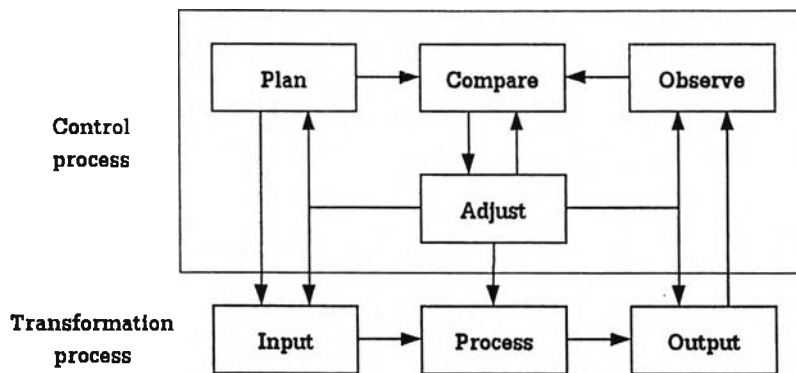 Plan
Compare
Observe
Control
process
Adjust
Transformation
process
Input
Process
Output